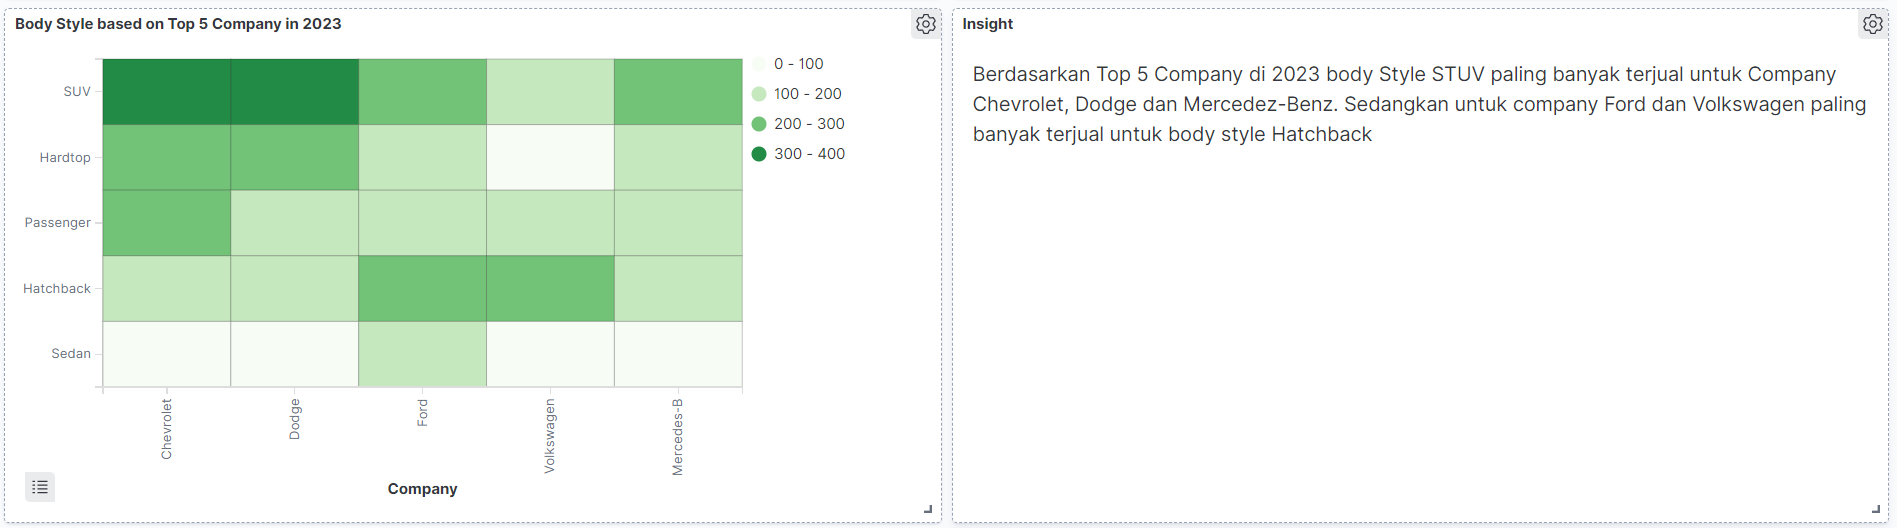 Body Style based on Top 5 Company in 2023
SUV
Hardtop
Passenger
Hatchback
Sedan
Chevrolet
Dodge
Ford
Volkswagen
Mercedes-B
Company
0 - 100
100 - 200
200 - 300
300 - 400
Insight
Berdasarkan Top 5 Company di 2023 body Style STUV paling banyak terjual untuk Company
Chevrolet, Dodge dan Mercedez-Benz. Sedangkan untuk company Ford dan Volkswagen paling
banyak terjual untuk body style Hatchback